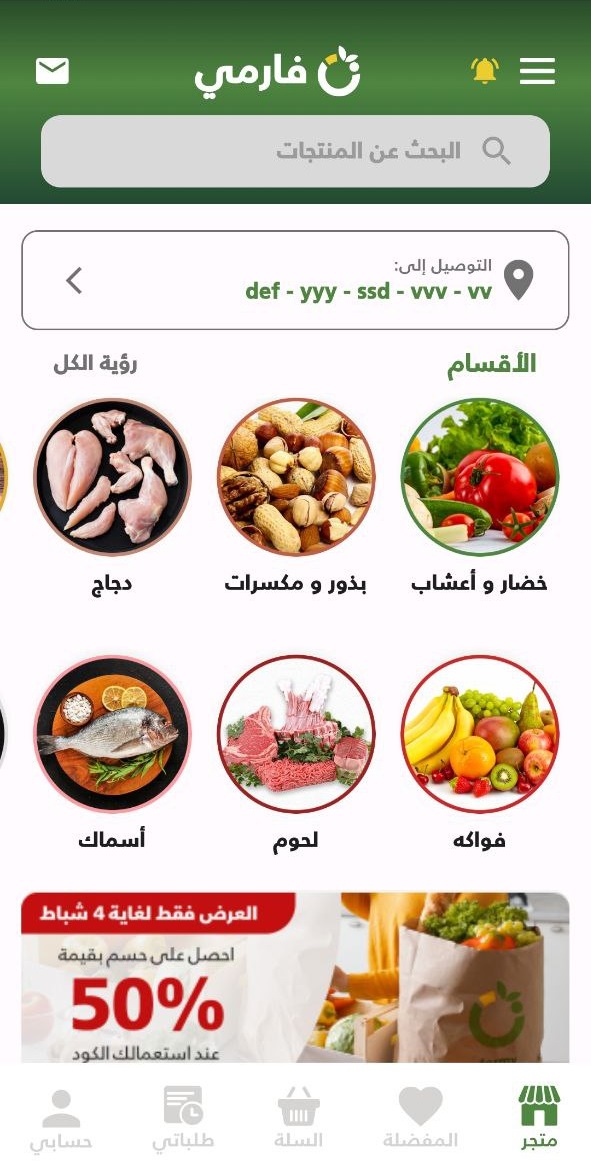 فارمي
البحث عن المنتجات
التوصيل إلى:
def - yyy - ssd - vvv - vv
الأقسام
رؤية الكل
خضار و أعشاب
بذور و مكسرات
دجاج
فواكه
لحوم
أسماك
العرض فقط لغاية 4 شباط
احصل على حسم بقيمة
50%
عند استعمالك الكود
متجر
المفضلة
السلة
طلباتي
حسابي